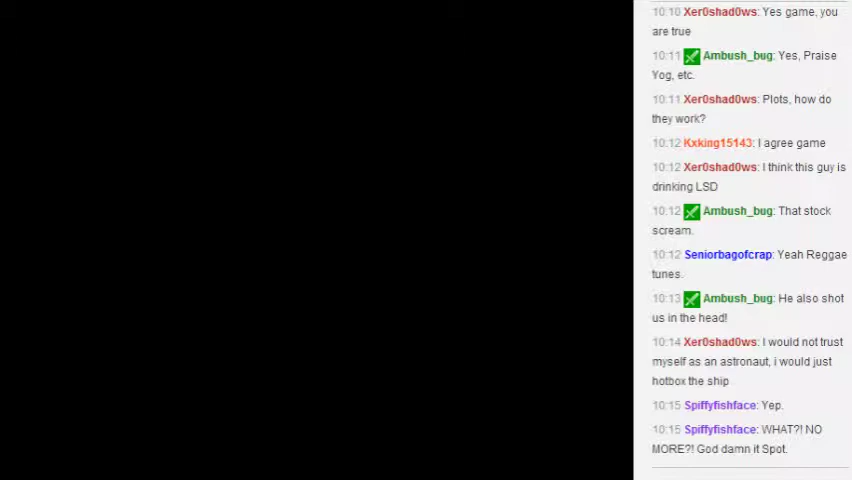 10:10 Xer0shad0ws: Yes game, you
are true
10:11 Ambush_bug: Yes, Praise
Yog, etc.
10:11 Xer0shad0ws: Plots, how do
they work?
10:12 Kxking15143: I agree game
10:12 Xer0shad0ws: I think this guy is
drinking LSD
10:12 Ambush_bug: That stock
scream.
10:12 Seniorbagofcrap: Yeah Reggae
tunes.
10:13 Ambush_bug: He also shot
us in the head!
10:14 Xer0shad0ws: I would not trust
myself as an astronaut, i would just
hotbox the ship
10:15 Spiffyfishface: Yep.
10:15 Spiffyfishface: WHAT?! NO
MORE?! God damn it Spot.